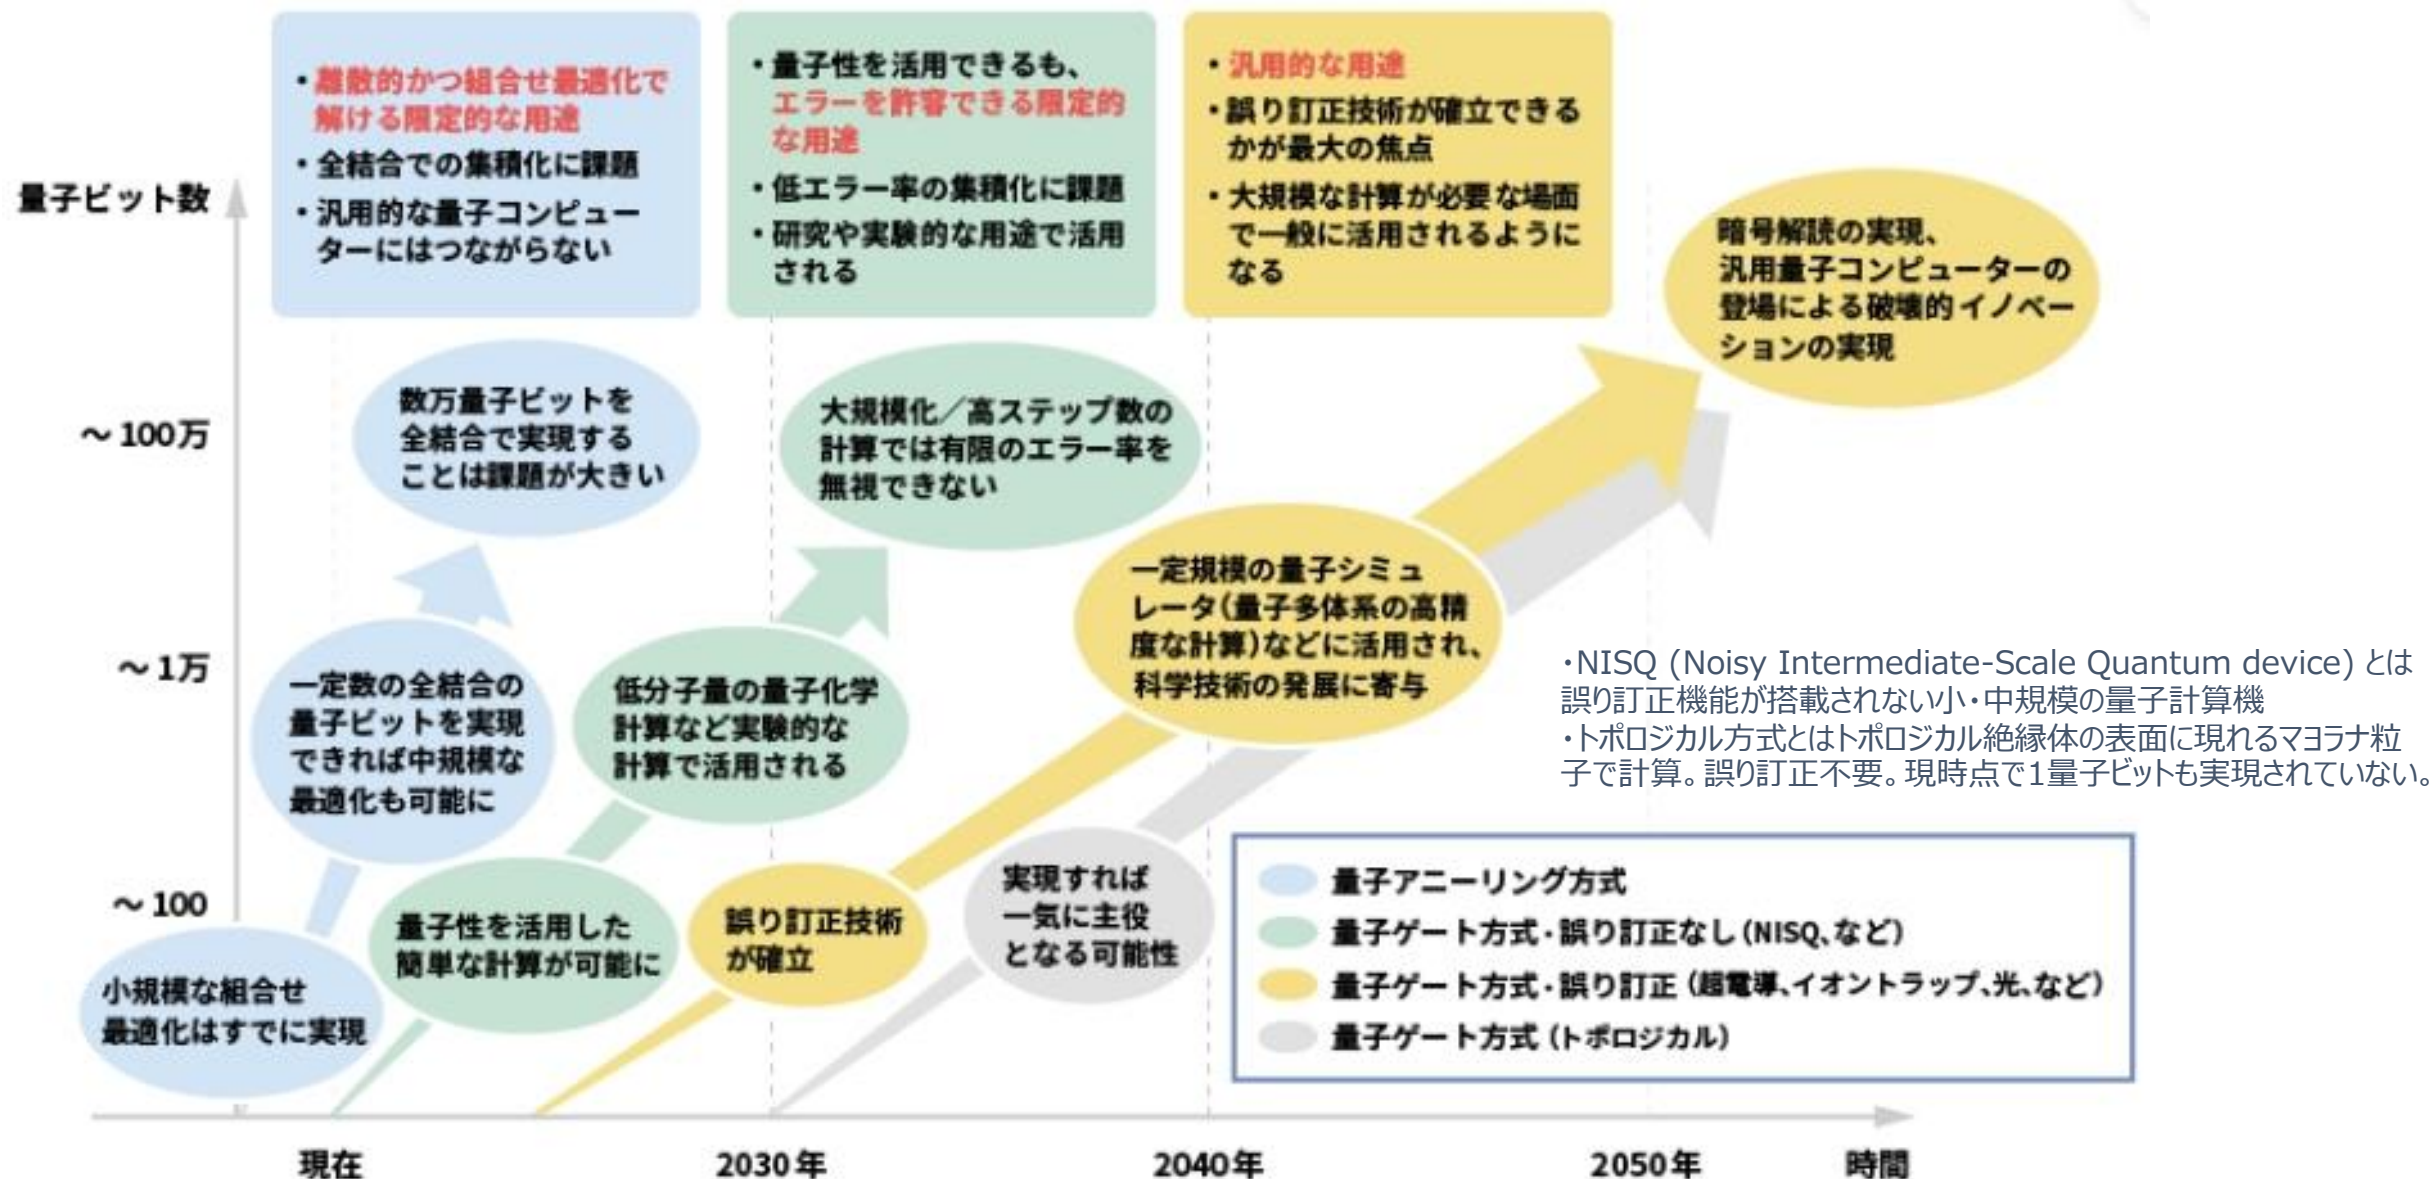 ・離散的かつ組合せ最適化で
解ける限定的な用途
・全結合での集積化に課題
・汎用的な量子コンピュー
ターにはつながらない
・量子性を活用できるも、
エラーを許容できる限定的
な用途
・低エラー率の集積化に課題
・研究や実験的な用途で活用
される
・汎用的な用途
・誤り訂正技術が確立できる
かが最大の焦点
・大規模な計算が必要な場面
で一般に活用されるように
なる
量子ビット数
～100万
～1万
～100
暗号解読の実現、
汎用量子コンピューターの
登場による破壊的イノベー
ションの実現
数万量子ビットを
全結合で実現する
ことは課題が大きい
大規模化／高ステップ数の
計算では有限のエラー率を
無視できない
一定規模の量子シミュ
レータ（量子多体系の高精
度な計算）などに活用され、
科学技術の発展に寄与
一定数の全結合の
量子ビットを実現
できれば中規模な
最適化も可能に
低分子量の量子化学
計算など実験的な
計算で活用される
・NISQ (Noisy Intermediate-Scale Quantum device) とは
誤り訂正機能が搭載されない小・中規模の量子計算機
・トポロジカル方式とはトポロジカル絶縁体の表面に現れるマヨラナ粒
子で計算。誤り訂正不要。現時点で1量子ビットも実現されていない。
小規模な組合せ
最適化はすでに実現
量子性を活用した
簡単な計算が可能に
誤り訂正技術
が確立
実現すれば
一気に主役
となる可能性
量子アニーリング方式
量子ゲート方式・誤り訂正なし（NISQ、など）
量子ゲート方式・誤り訂正（超電導、イオントラップ、光、など）
量子ゲート方式（トポロジカル）
現在
2030年
2040年
2050年
時間